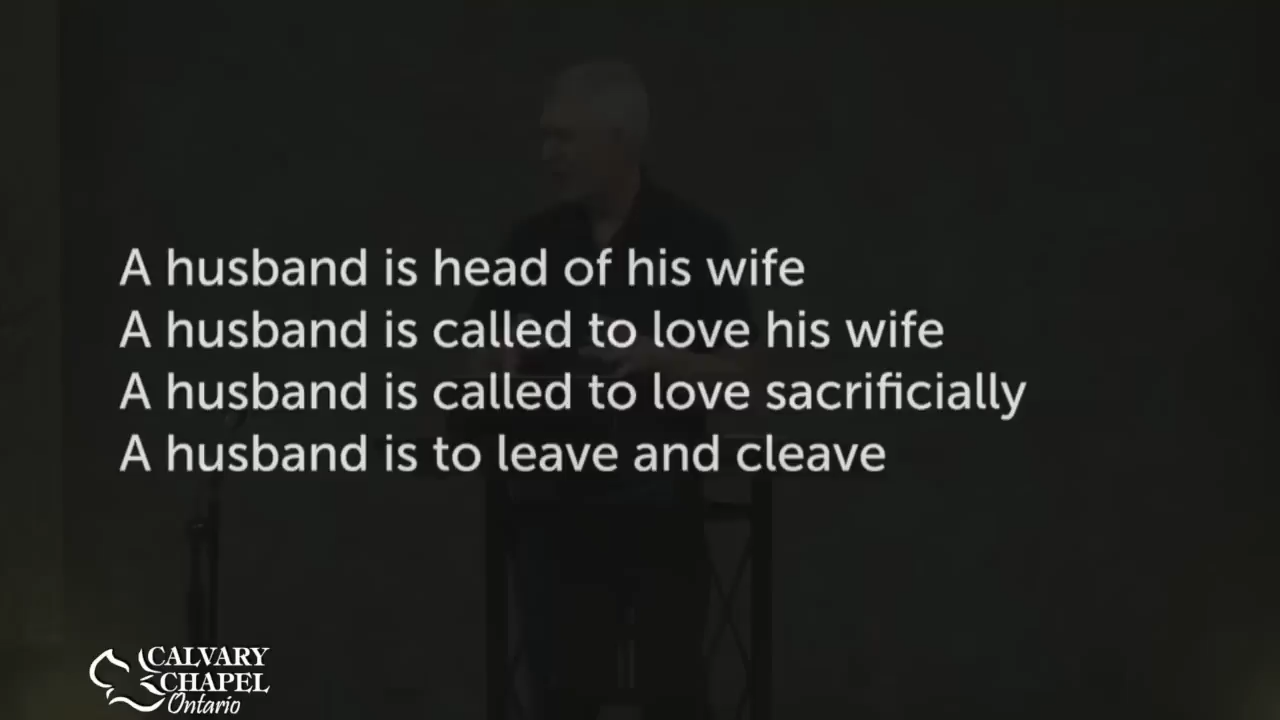 A husband is head of his wife
A husband is called to love his wife
A husband is called to love sacrificially
A husband is to leave and cleave
CALVARY
CHAPEL
Ontario